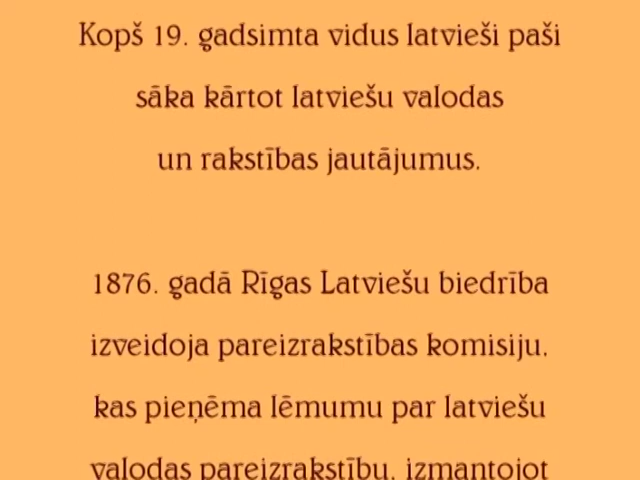 Kopš 19. gadsimta vidus latvieši paši
sāka kārtot latviešu valodas
un rakstības jautājumus.
1876. gadā Rīgas Latviešu biedrība
izveidoja pareizrakstības komisiju,
kas pieņēma lēmumu par latviešu
valodas pareizrakstību, izmantojot